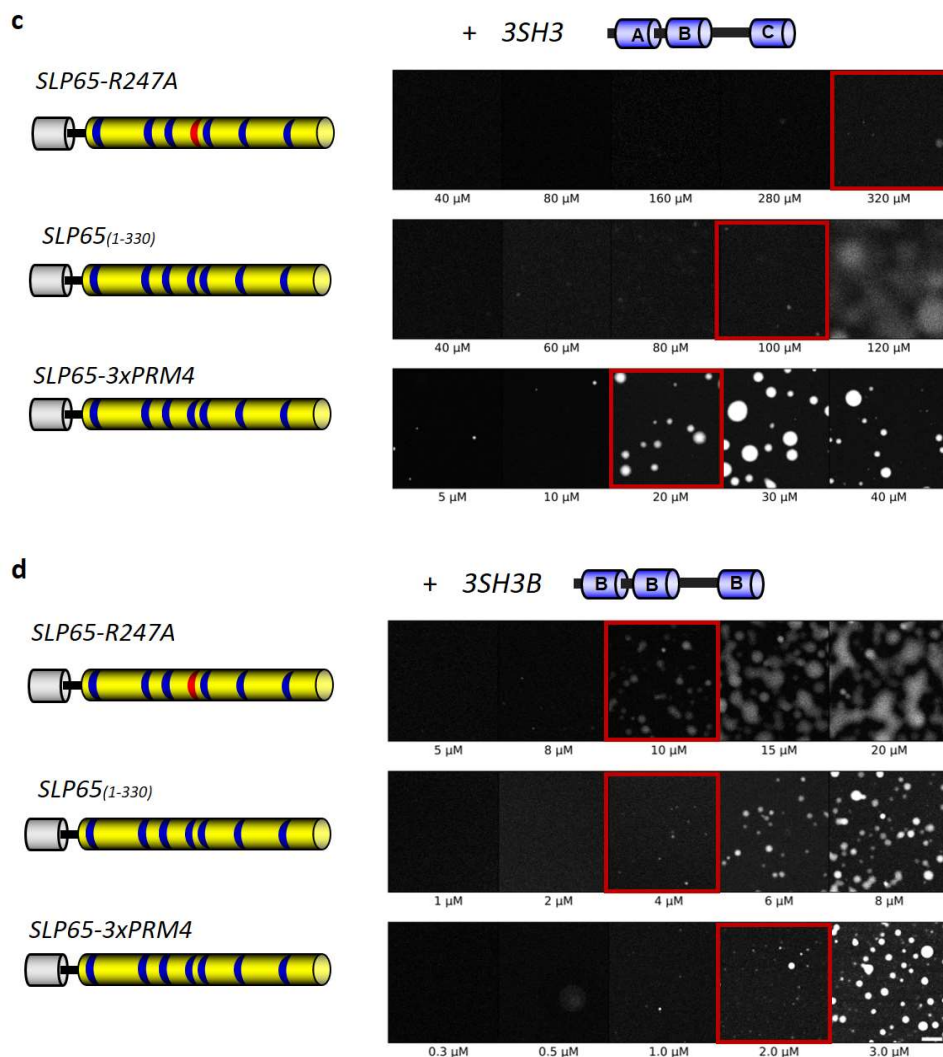 c
+ 3SH3 A B C
SLP65-R247A
40 µM 80 µM 160 µM 280 µM 320 µM
SLP65(1-330)
40 µM 60 µM 80 µM 100 µM 120 µM
SLP65-3xPRM4
5 µM 10 µM 20 µM 30 µM 40 µM
d
+ 3SH3B B B B
SLP65-R247A
5 µM 8 µM 10 µM 15 µM 20 µM
SLP65(1-330)
1 µM 2 µM 4 µM 6 µM 8 µM
SLP65-3xPRM4
0.3 µM 0.5 µM 1.0 µM 2.0 µM 3.0 µM